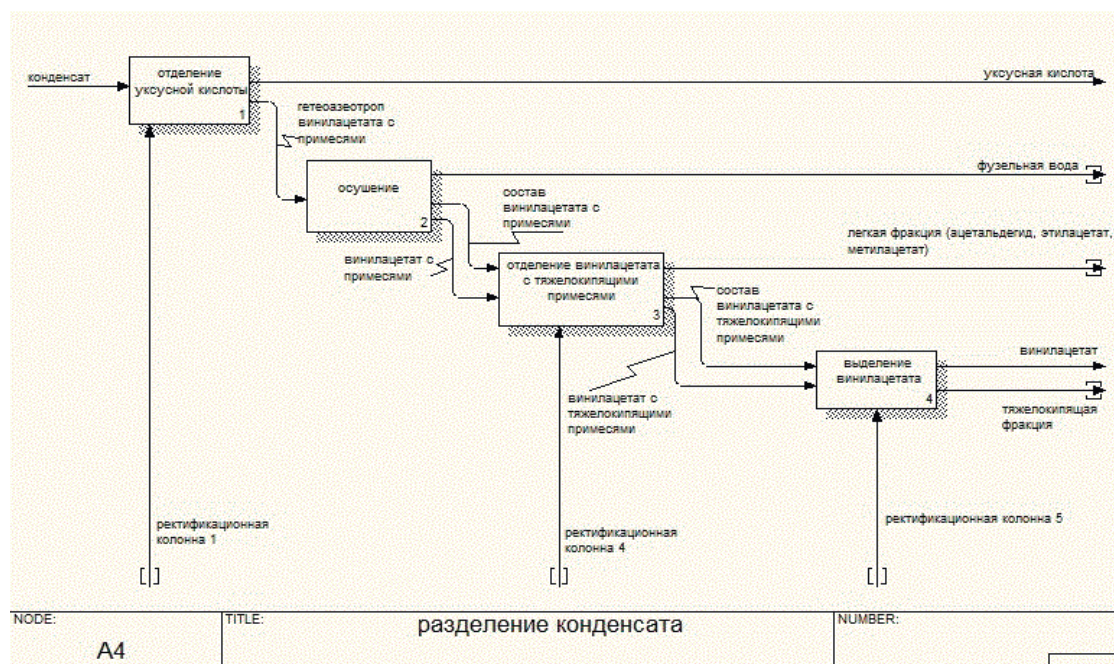 конденсат
отделение
уксусной кислоты
1
уксусная кислота
гетеоазеотроп
винилацетата с
примесями
фузельная вода
осушение
2
состав
винилацетата с
примесями
винилацетат с
примесями
легкая фракция (ацетальдегид, этилацетат,
метилацетат)
отделение винилацетата
с тяжелокипящими
примесями
3
состав
винилацетата с
тяжелокипящими
примесями
винилацетат
выделение
винилацетата
4
винилацетат с
тяжелокипящими
примесями
тяжелокипящая
фракция
ректификационная
колонна 1
ректификационная
колонна 4
ректификационная колонна 5
NODE:
A4
TITLE:
разделение конденсата
NUMBER: